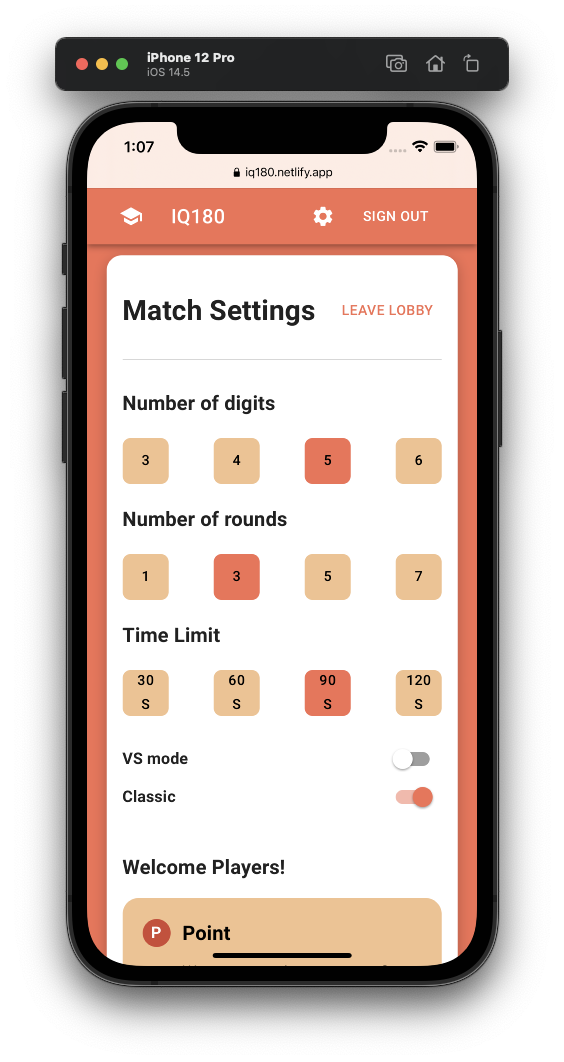 iPhone 12 Pro
iOS 14.5
1:07
iq180.netlify.app
IQ180
SIGN OUT
Match Settings
LEAVE LOBBY
Number of digits
3 4 5 6
Number of rounds
1 3 5 7
Time Limit
30 60 90 120
S S S S
VS mode
Classic
Welcome Players!
P Point